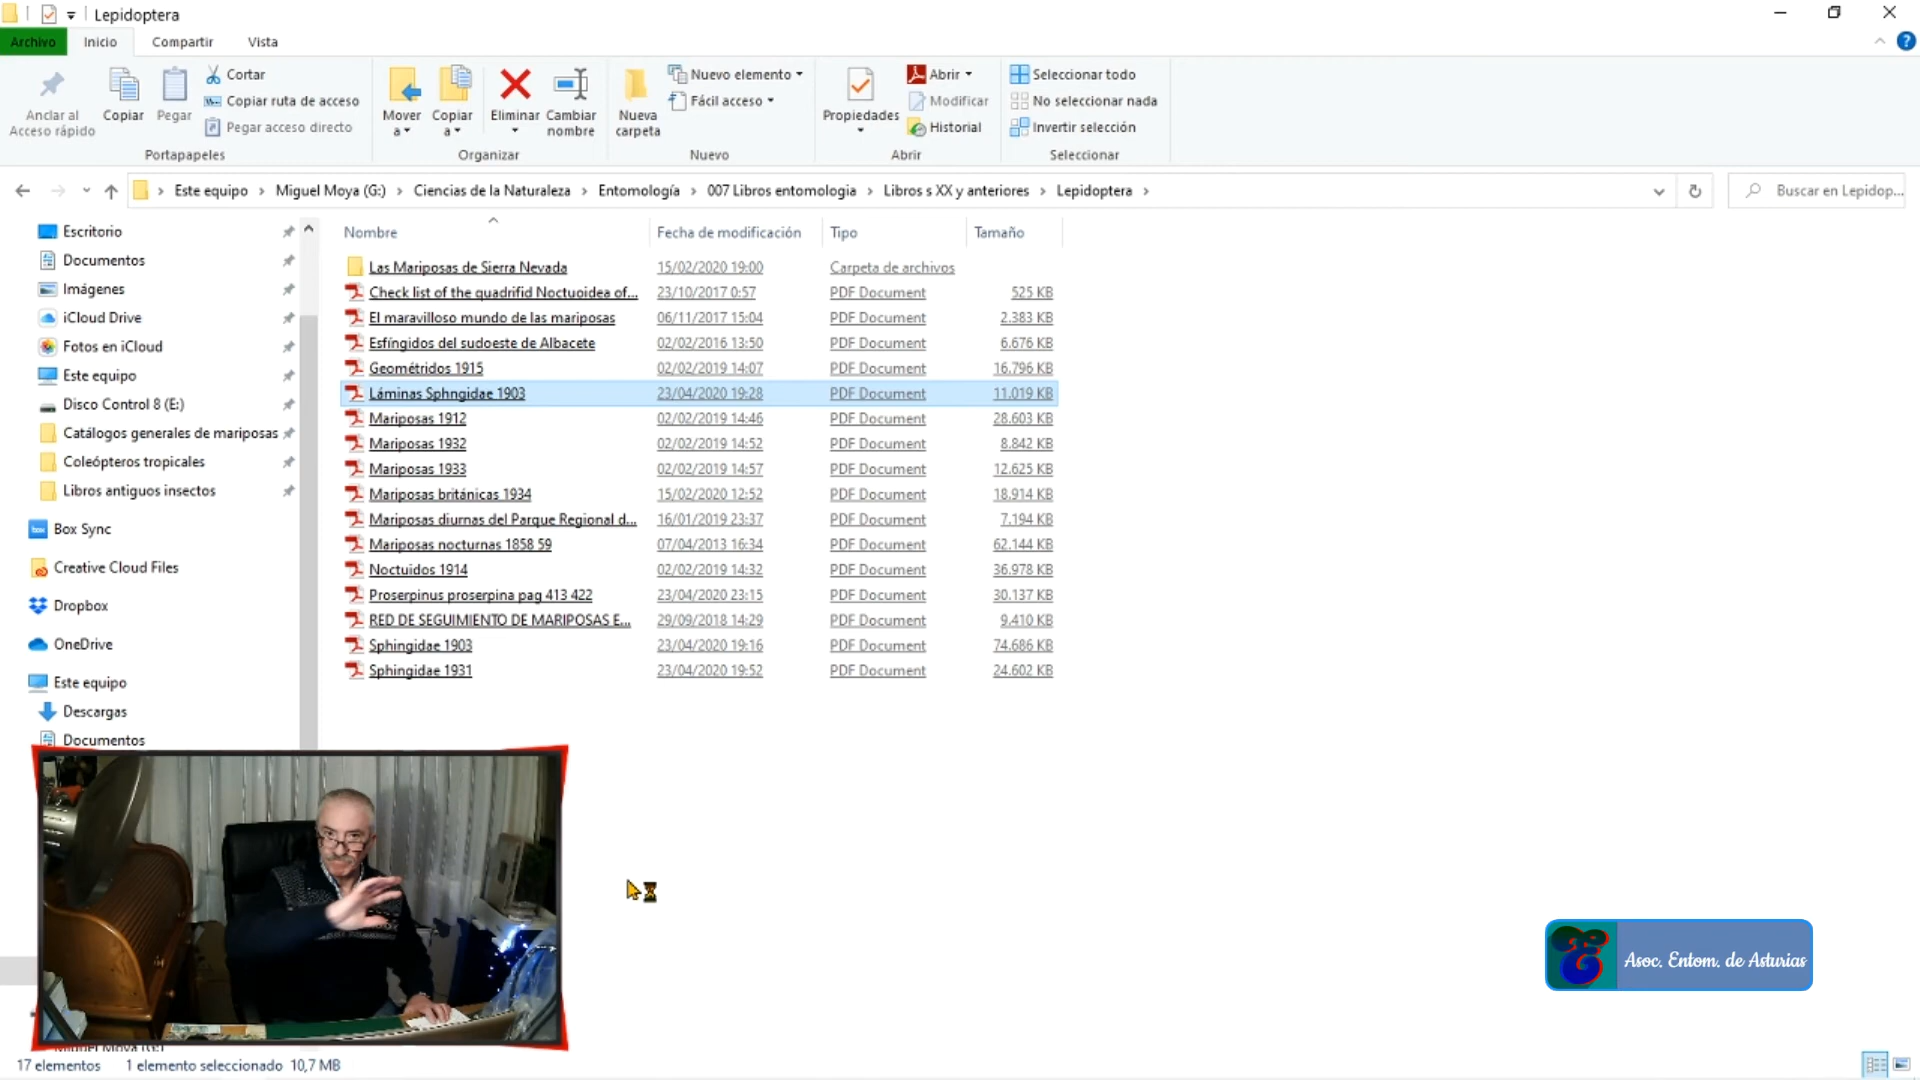 Lepidoptera
Archivo Inicio Compartir Vista
Anclar al Acceso rápido
Copiar
Pegar
Cortar
Copiar ruta de acceso
Pegar acceso directo
Portapapeles
Mover a
Copiar a
Eliminar
Cambiar nombre
Organizar
Nueva carpeta
Nuevo elemento
Fácil acceso
Nuevo
Propiedades
Abrir
Modificar
Historial
Abrir
Seleccionar todo
No seleccionar nada
Invertir selección
Seleccionar
Este equipo > Miguel Moya (G:) > Ciencias de la Naturaleza > Entomología > 007 Libros entomologia > Libros s XX y anteriores > Lepidoptera >
Buscar en Lepidop...
Escritorio
Documentos
Imágenes
iCloud Drive
Fotos en iCloud
Este equipo
Disco Control 8 (E:)
Catálogos generales de mariposas
Coleópteros tropicales
Libros antiguos insectos
Box Sync
Creative Cloud Files
Dropbox
OneDrive
Este equipo
Descargas
Documentos
Nombre Fecha de modificación Tipo Tamaño
Las Mariposas de Sierra Nevada 15/02/2020 19:00 Carpeta de archivos
Check list of the quadrifid Noctuoidea of... 23/10/2017 0:57 PDF Document 525 KB
El maravilloso mundo de las mariposas 06/11/2017 15:04 PDF Document 2.383 KB
Esfíngidos del sudoeste de Albacete 02/02/2016 13:50 PDF Document 6.676 KB
Geométridos 1915 02/02/2019 14:07 PDF Document 16.796 KB
Láminas Sphngidae 1903 23/04/2020 19:28 PDF Document 11.019 KB
Mariposas 1912 02/02/2019 14:46 PDF Document 28.603 KB
Mariposas 1932 02/02/2019 14:52 PDF Document 8.842 KB
Mariposas 1933 02/02/2019 14:57 PDF Document 12.625 KB
Mariposas británicas 1934 15/02/2020 12:52 PDF Document 18.914 KB
Mariposas diurnas del Parque Regional d... 16/01/2019 23:37 PDF Document 7.194 KB
Mariposas nocturnas 1858 59 07/04/2013 16:34 PDF Document 62.144 KB
Noctuidos 1914 02/02/2019 14:32 PDF Document 36.978 KB
Proserpinus proserpina pag 413 422 23/04/2020 23:15 PDF Document 30.137 KB
RED DE SEGUIMIENTO DE MARIPOSAS E... 29/09/2018 14:29 PDF Document 9.410 KB
Sphingidae 1903 23/04/2020 19:16 PDF Document 74.686 KB
Sphingidae 1931 23/04/2020 19:52 PDF Document 24.602 KB
Asoc. Entom. de Asturias
17 elementos 1 elemento seleccionado 10,7 MB